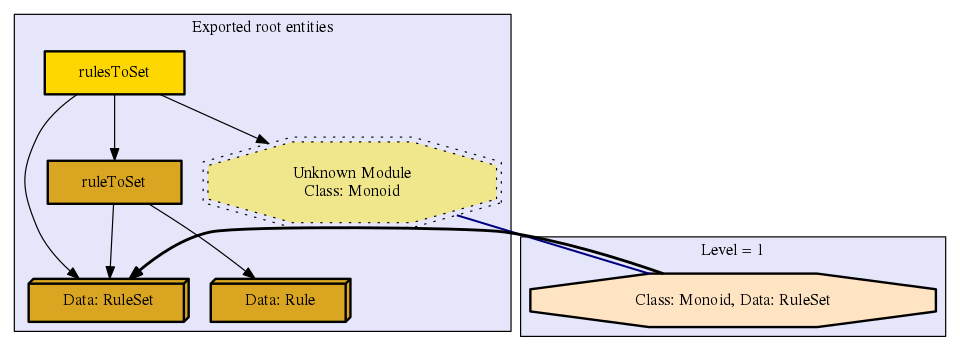 Exported root entities
rulesToSet
ruleToSet
Unknown Module
Class: Monoid
Data: RuleSet
Data: Rule
Level = 1
Class: Monoid, Data: RuleSet